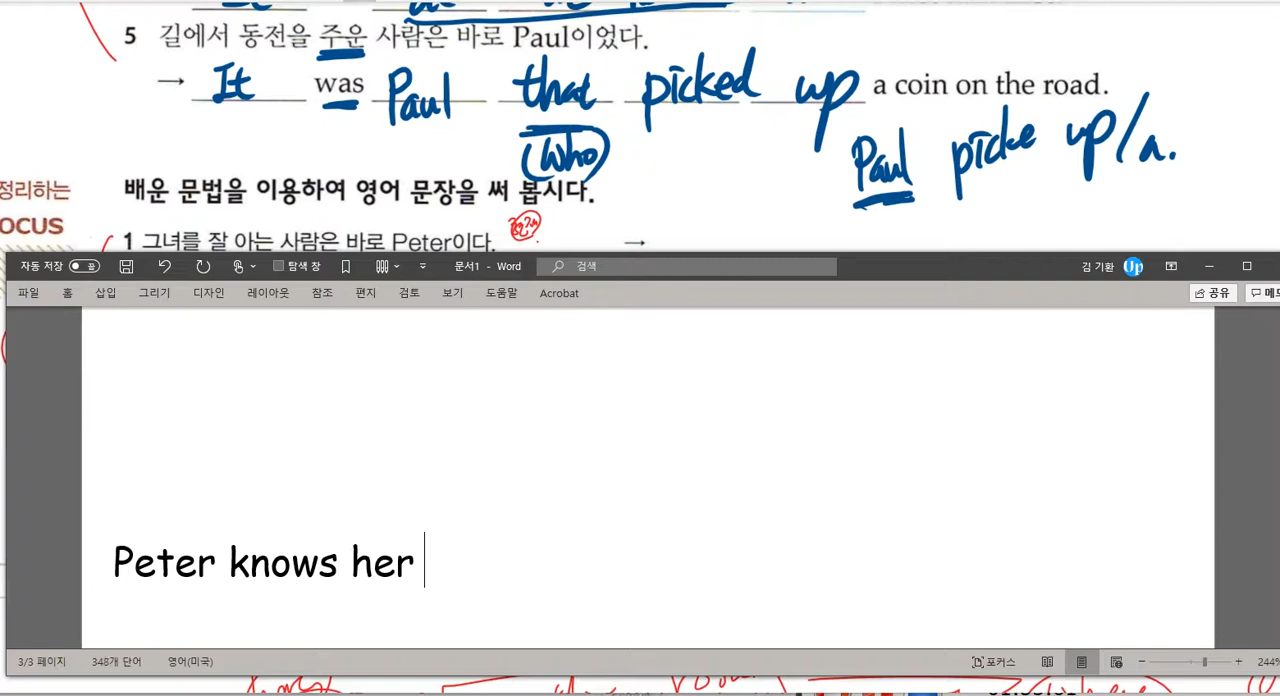 5 길에서 동전을 주운 사람은 바로 Paul이었다.
→ It was Paul that picked up a coin on the road.
(who)
Paul picke up / a.
정리하는
OCUS
배운 문법을 이용하여 영어 문장을 써 봅시다.
1 그녀를 잘 아는 사람은 바로 Peter이다. →
자동 저장 끔 탐색 창 문서1 - Word 검색 김 기환 Up
파일 홈 삽입 그리기 디자인 레이아웃 참조 편지 검토 보기 도움말 Acrobat 공유 메모
Peter knows her
3/3 페이지 348개 단어 영어(미국) 포커스 244%